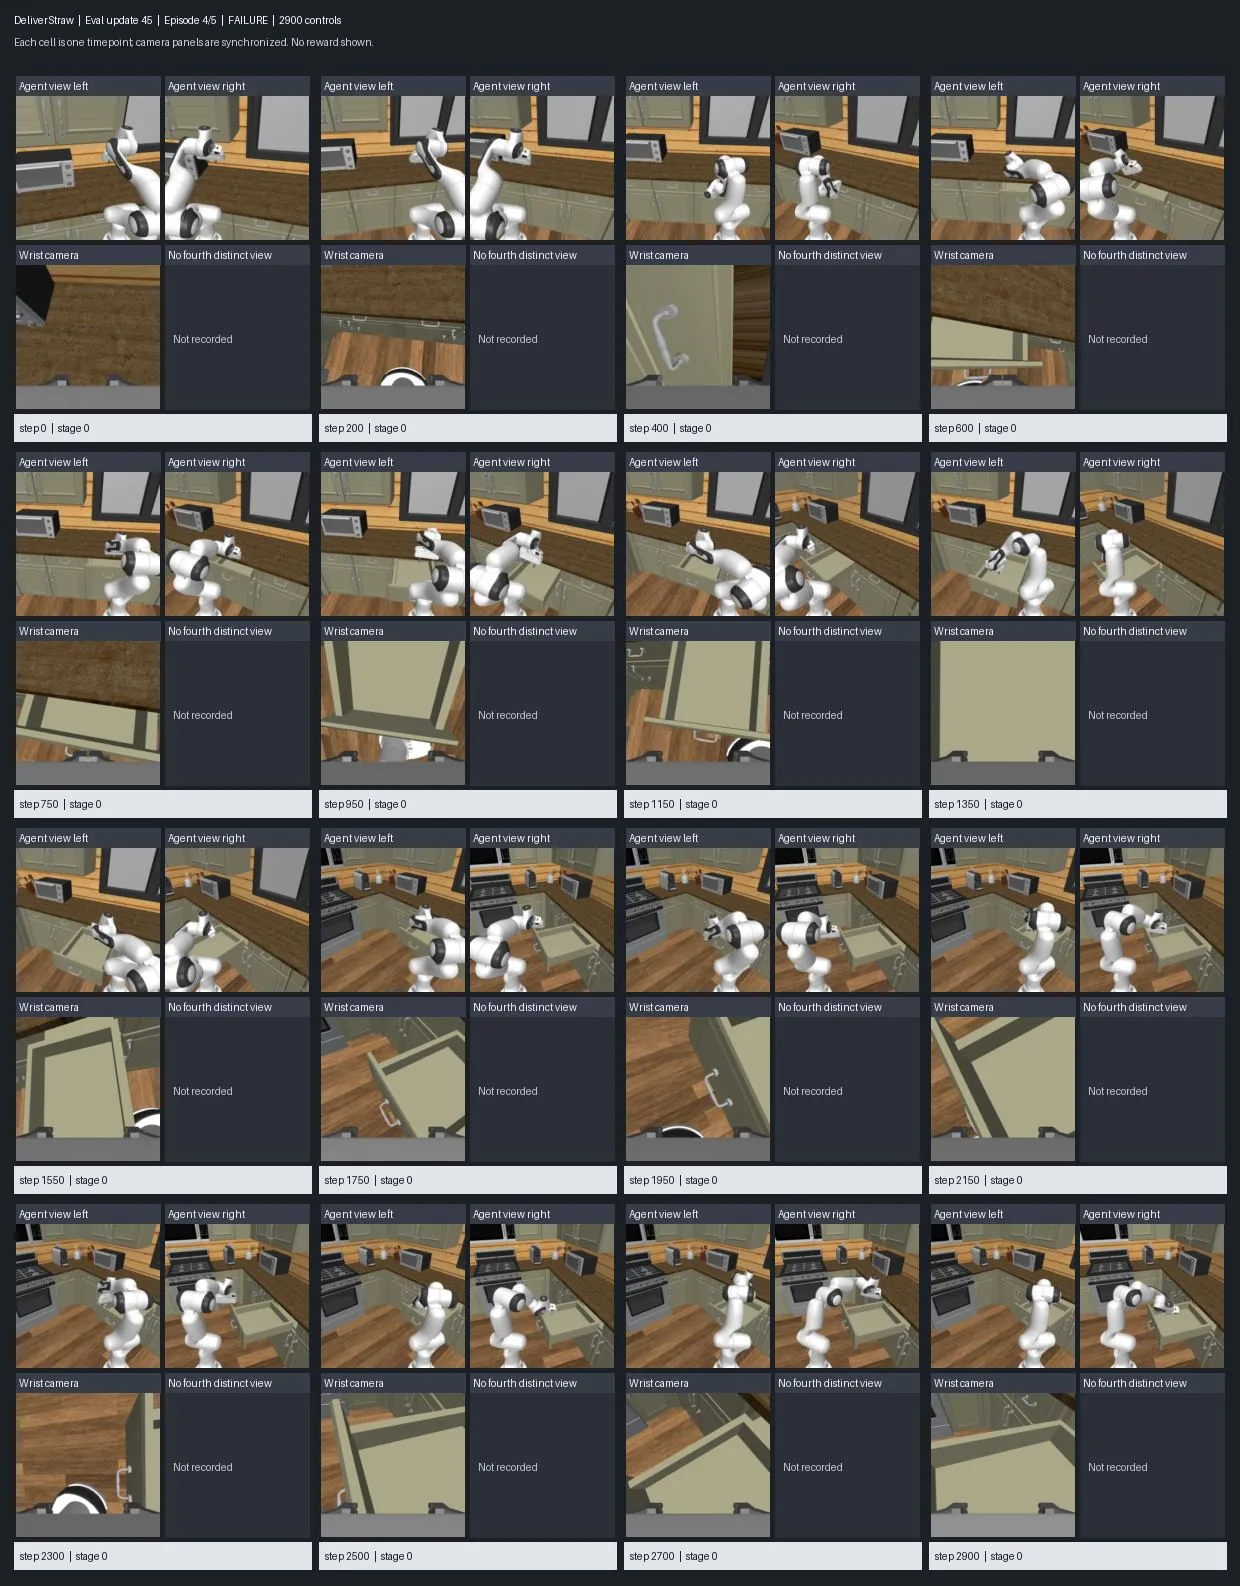 DeliverStraw | Eval update 45 | Episode 4/5 | FAILURE | 2900 controls
Each cell is one timepoint; camera panels are synchronized. No reward shown.
Agent view left Agent view right Agent view left Agent view right Agent view left Agent view right Agent view left Agent view right
Wrist camera No fourth distinct view Wrist camera No fourth distinct view Wrist camera No fourth distinct view Wrist camera No fourth distinct view
Not recorded Not recorded Not recorded Not recorded
step 0 | stage 0 step 200 | stage 0 step 400 | stage 0 step 600 | stage 0
Agent view left Agent view right Agent view left Agent view right Agent view left Agent view right Agent view left Agent view right
Wrist camera No fourth distinct view Wrist camera No fourth distinct view Wrist camera No fourth distinct view Wrist camera No fourth distinct view
Not recorded Not recorded Not recorded Not recorded
step 750 | stage 0 step 950 | stage 0 step 1150 | stage 0 step 1350 | stage 0
Agent view left Agent view right Agent view left Agent view right Agent view left Agent view right Agent view left Agent view right
Wrist camera No fourth distinct view Wrist camera No fourth distinct view Wrist camera No fourth distinct view Wrist camera No fourth distinct view
Not recorded Not recorded Not recorded Not recorded
step 1550 | stage 0 step 1750 | stage 0 step 1950 | stage 0 step 2150 | stage 0
Agent view left Agent view right Agent view left Agent view right Agent view left Agent view right Agent view left Agent view right
Wrist camera No fourth distinct view Wrist camera No fourth distinct view Wrist camera No fourth distinct view Wrist camera No fourth distinct view
Not recorded Not recorded Not recorded Not recorded
step 2300 | stage 0 step 2500 | stage 0 step 2700 | stage 0 step 2900 | stage 0